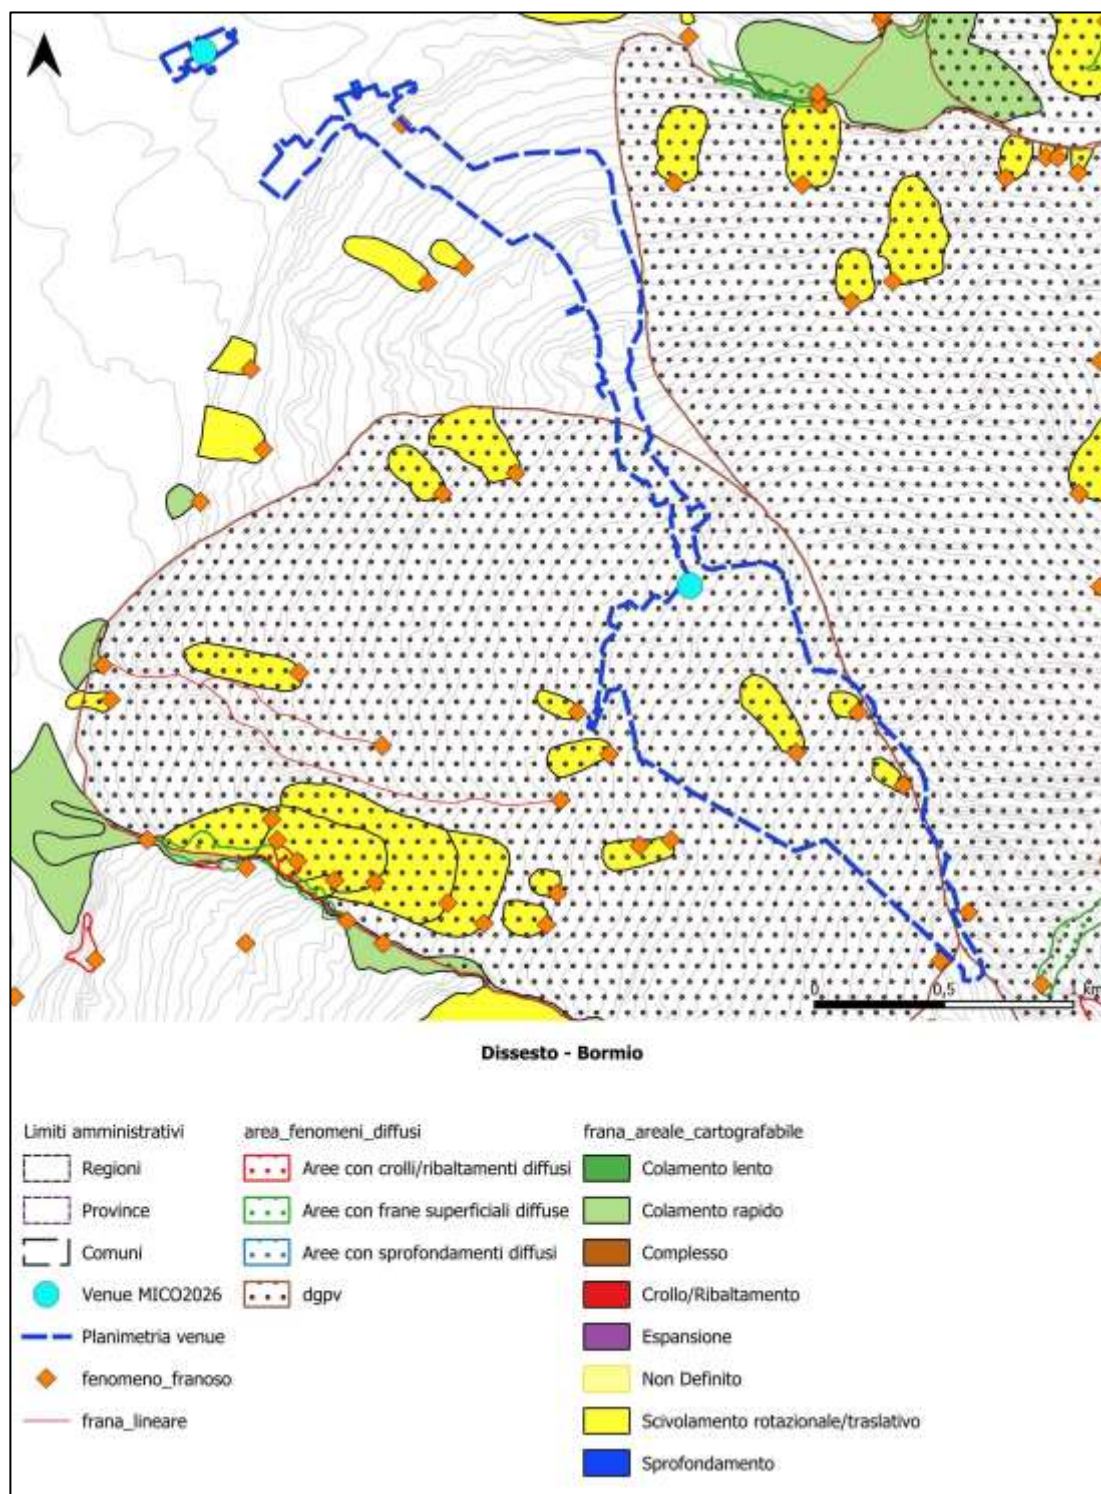 0
0,5
1 km
Dissesto - Bormio
Limiti amministrativi
Regioni
Province
Comuni
Venue MICO2026
Planimetria venue
fenomeno_franoso
frana_lineare
area_fenomeni_diffusi
Aree con crolli/ribaltamenti diffusi
Aree con frane superficiali diffuse
Aree con sprofondamenti diffusi
dgpv
frana_areale_cartografabile
Colamento lento
Colamento rapido
Complesso
Crollo/Ribaltamento
Espansione
Non Definito
Scivolamento rotazionale/traslativo
Sprofondamento